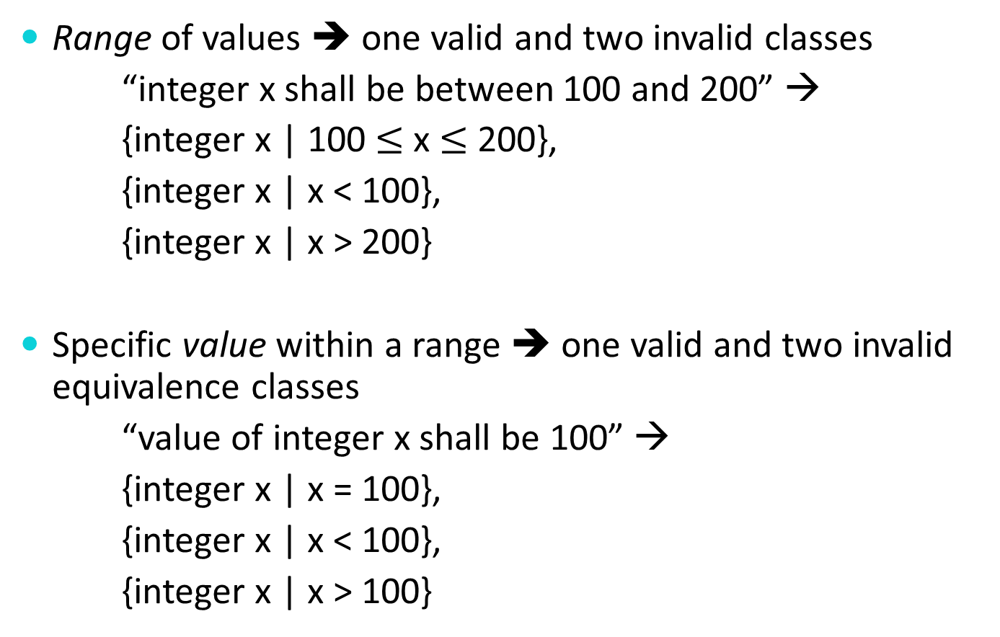 • Range of values ➔ one valid and two invalid classes
“integer x shall be between 100 and 200” →
{integer x | 100 ≤ x ≤ 200},
{integer x | x < 100},
{integer x | x > 200}
• Specific value within a range ➔ one valid and two invalid
equivalence classes
“value of integer x shall be 100” →
{integer x | x = 100},
{integer x | x < 100},
{integer x | x > 100}